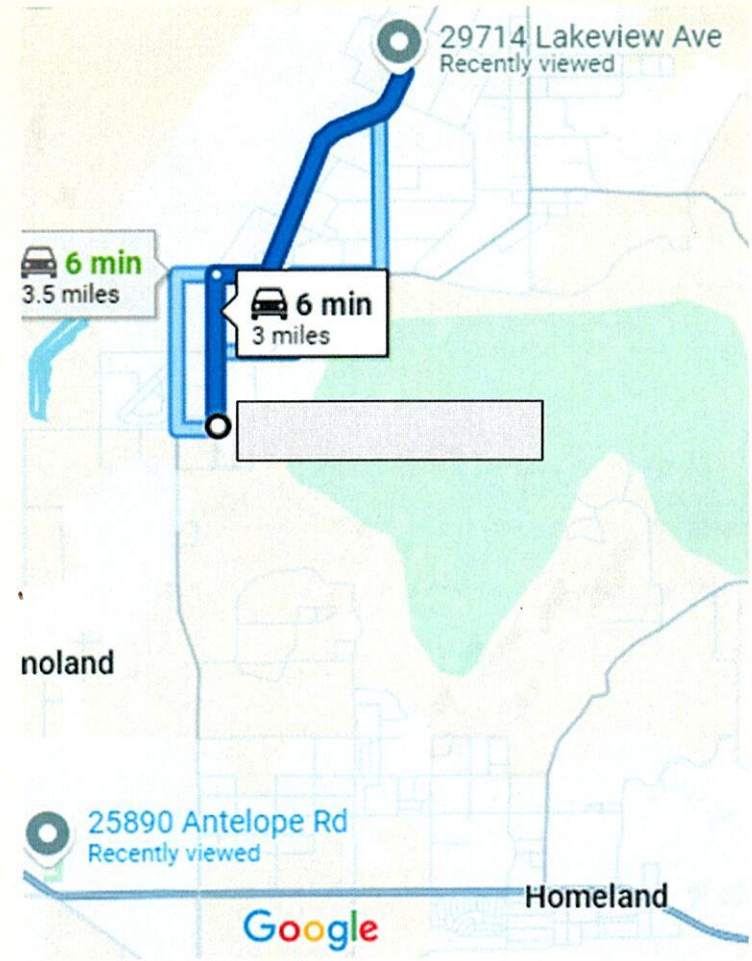 29714 Lakeview Ave
Recently viewed
6 min
3.5 miles
6 min
3 miles
noland
25890 Antelope Rd
Recently viewed
Homeland
Google